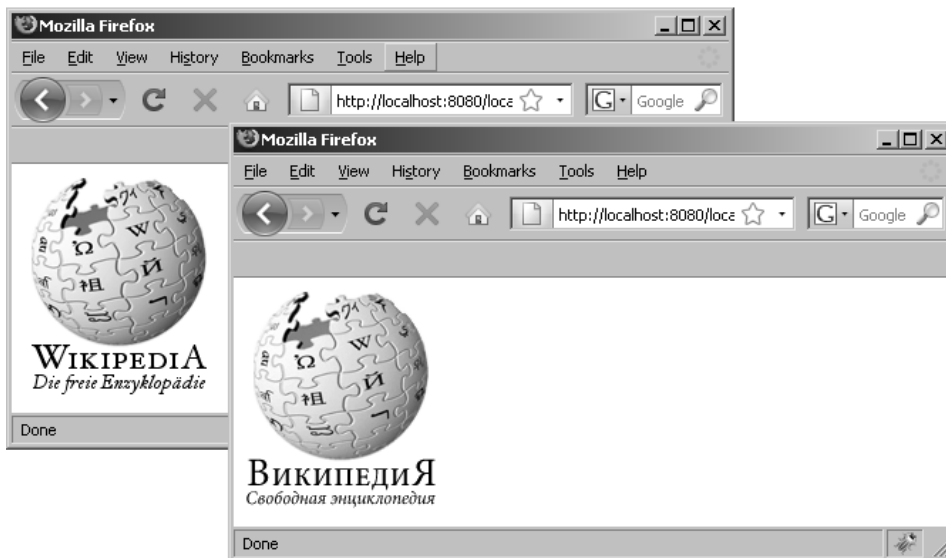 Mozilla Firefox
File Edit View History Bookmarks Tools Help
http://localhost:8080/loca G Google
WIKIPEDIA
Die freie Enzyklopädie
Done
Mozilla Firefox
File Edit View History Bookmarks Tools Help
http://localhost:8080/loca G Google
ВИКИПЕДИЯ
Свободная энциклопедия
Done